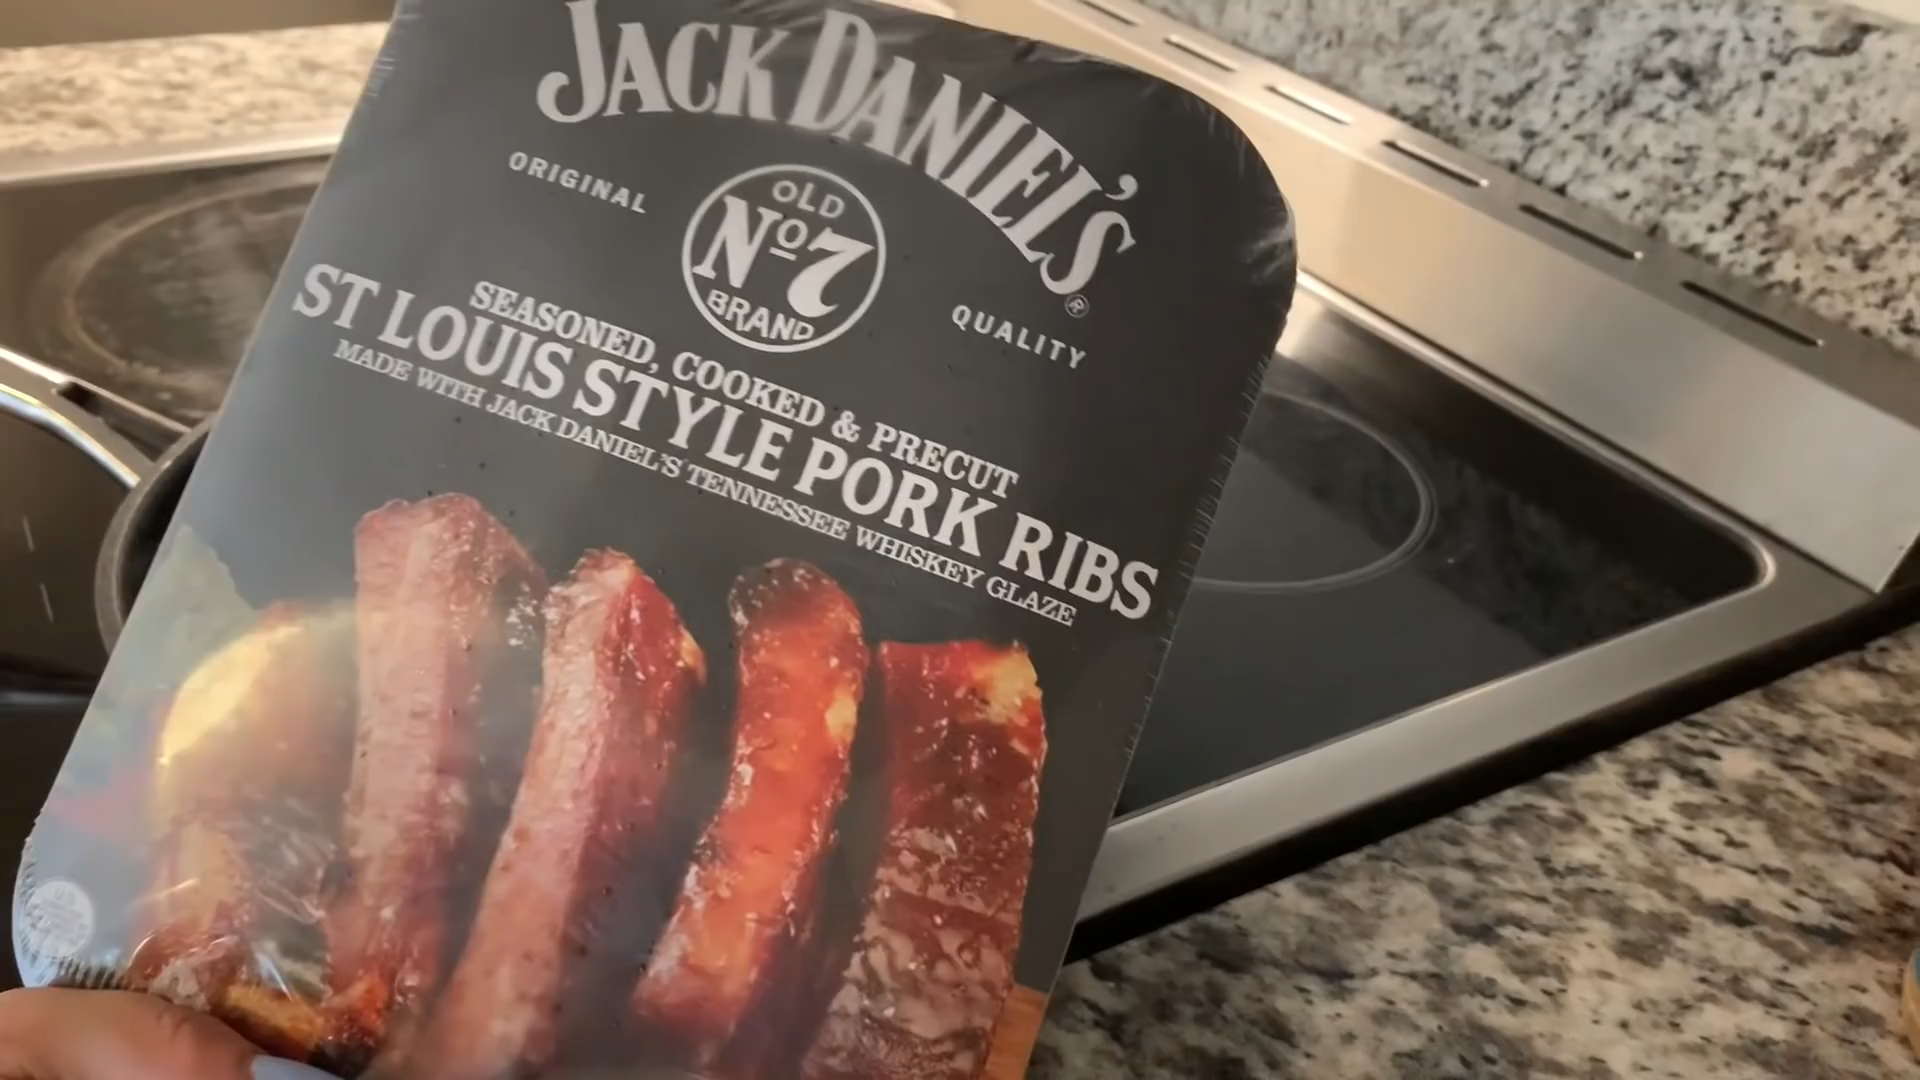 JACK DANIEL'S
ORIGINAL
OLD
Nº7
BRAND
QUALITY
SEASONED, COOKED & PRECUT
ST LOUIS STYLE PORK RIBS
MADE WITH JACK DANIEL'S TENNESSEE WHISKEY GLAZE